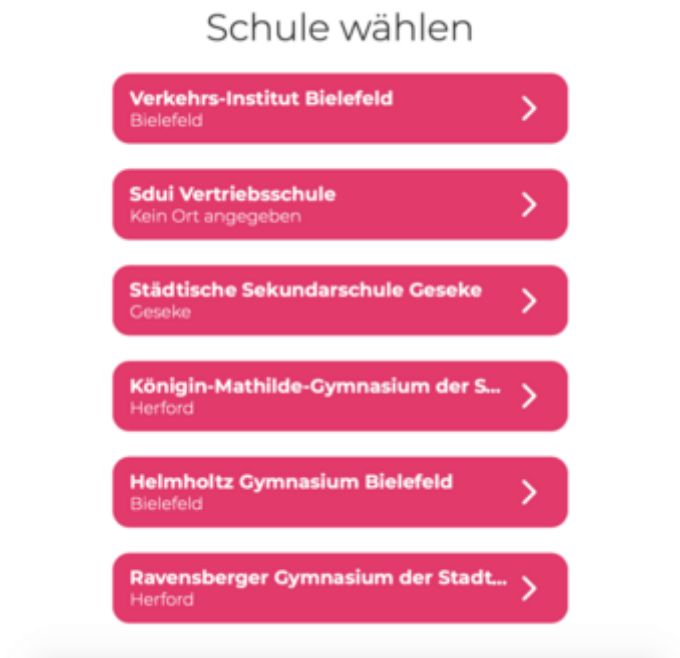 Schule wählen
Verkehrs-Institut Bielefeld
Bielefeld
Sdui Vertriebsschule
Kein Ort angegeben
Städtische Sekundarschule Geseke
Geseke
Königin-Mathilde-Gymnasium der S...
Herford
Helmholtz Gymnasium Bielefeld
Bielefeld
Ravensberger Gymnasium der Stadt...
Herford